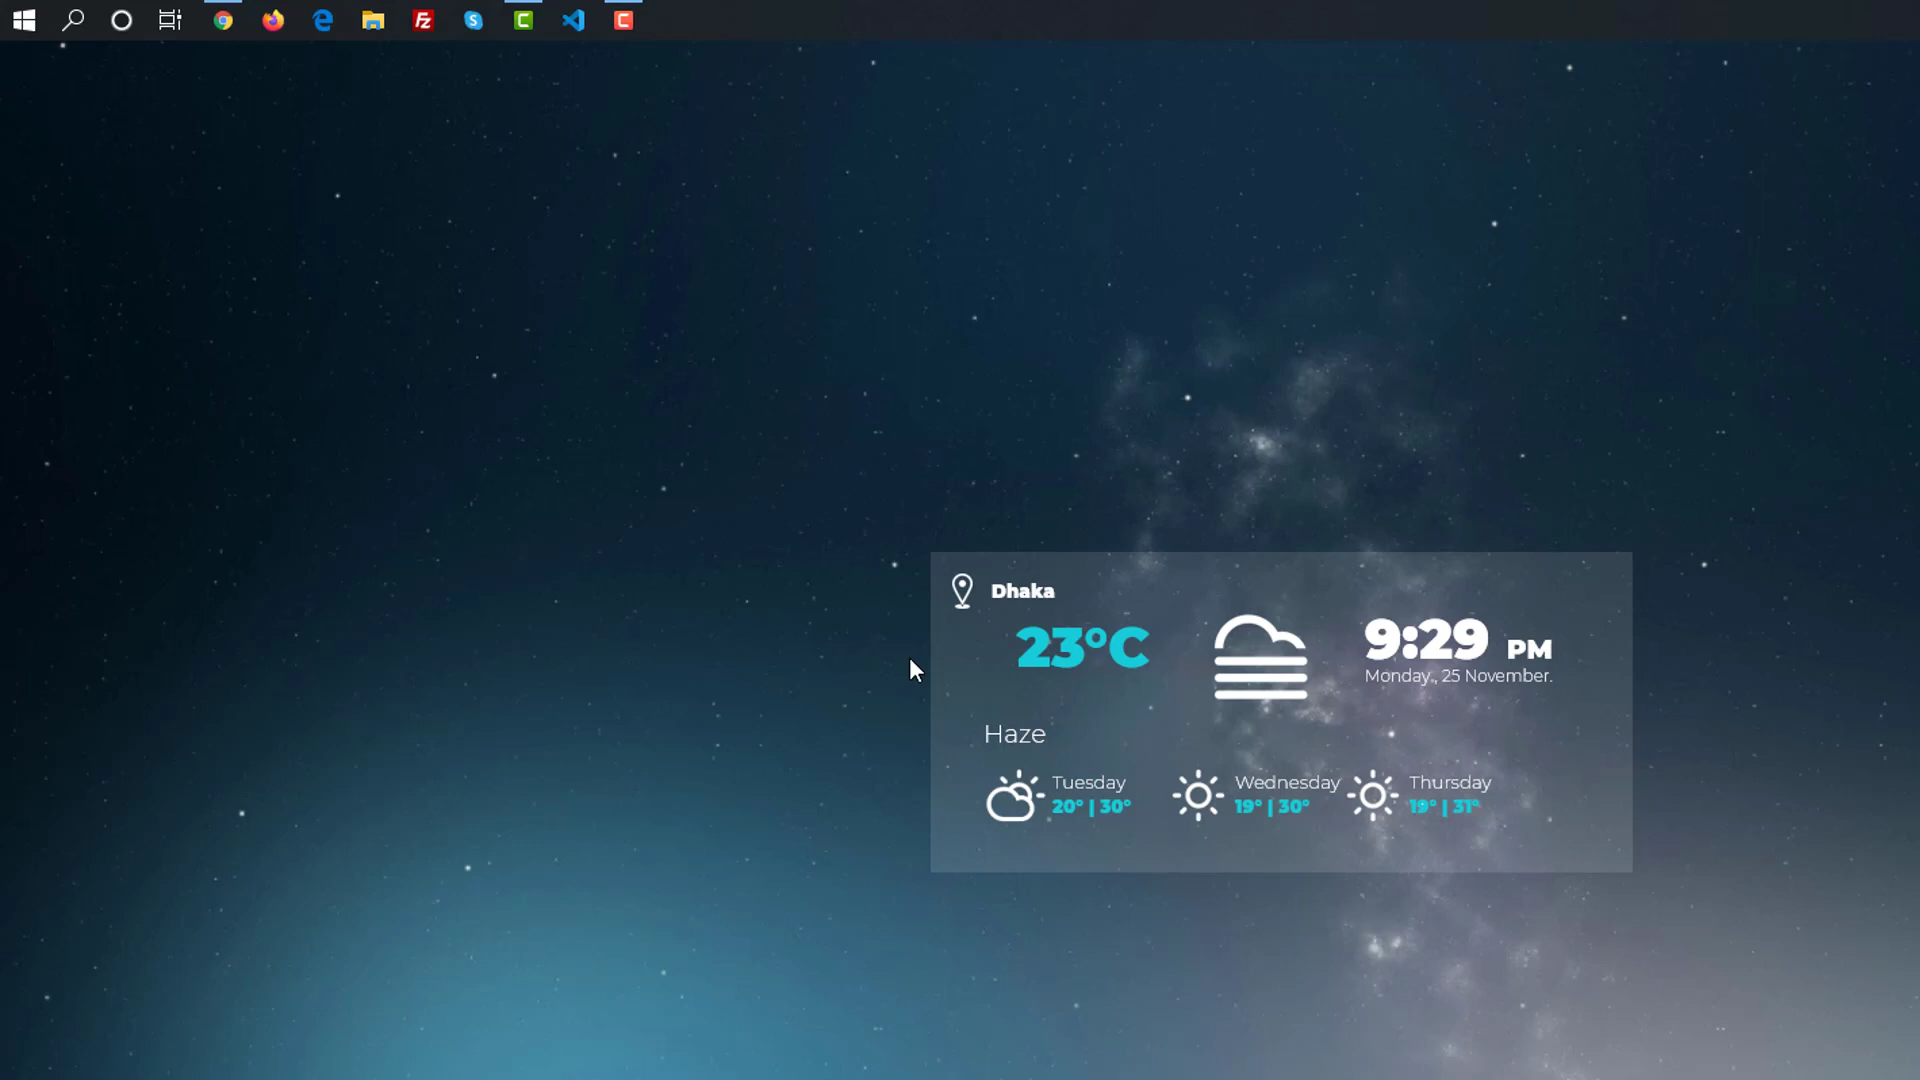 Dhaka
23°C
9:29 PM
Monday., 25 November.
Haze
Tuesday
20° | 30°
Wednesday
19° | 30°
Thursday
19° | 31°